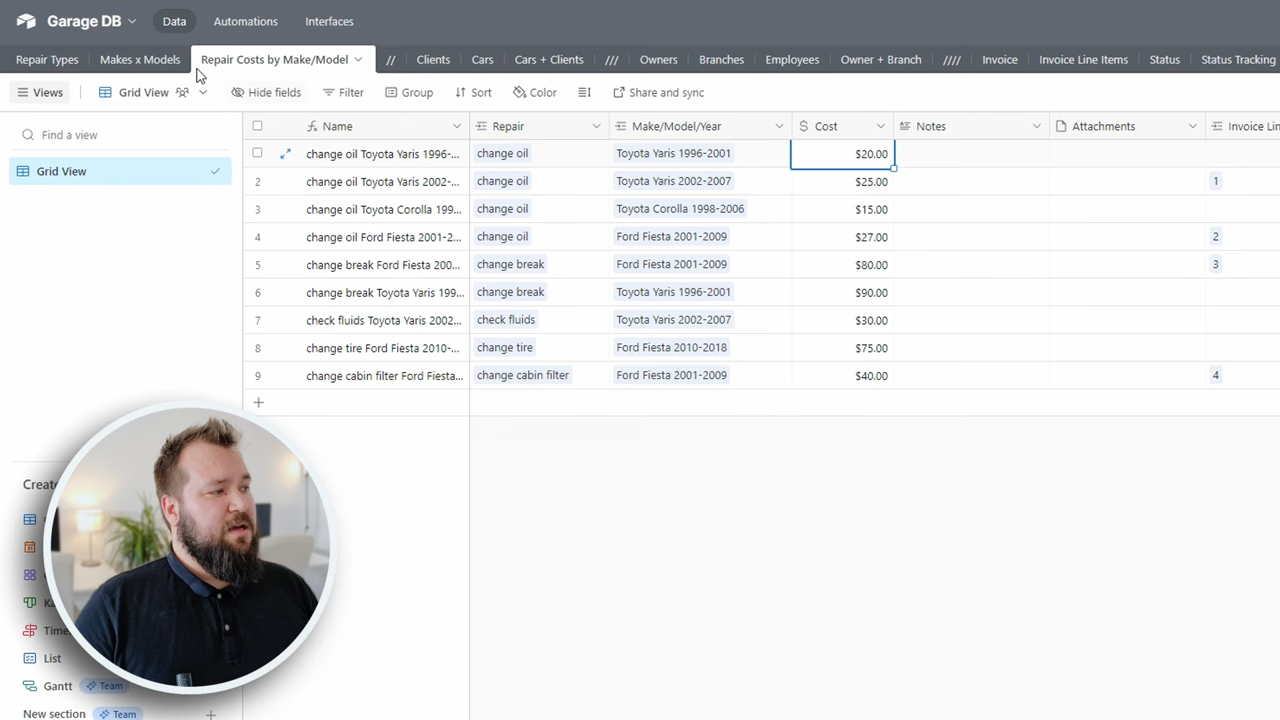 Garage DB Data Automations Interfaces
Repair Types Makes x Models Repair Costs by Make/Model // Clients Cars Cars + Clients /// Owners Branches Employees Owner + Branch //// Invoice Invoice Line Items Status Status Tracking
Views Grid View Hide fields Filter Group Sort Color Share and sync
Find a view
Grid View
Name Repair Make/Model/Year Cost Notes Attachments Invoice Lin
change oil Toyota Yaris 1996-... change oil Toyota Yaris 1996-2001 $20.00
2 change oil Toyota Yaris 2002-... change oil Toyota Yaris 2002-2007 $25.00 1
3 change oil Toyota Corolla 199... change oil Toyota Corolla 1998-2006 $15.00
4 change oil Ford Fiesta 2001-2... change oil Ford Fiesta 2001-2009 $27.00 2
5 change break Ford Fiesta 200... change break Ford Fiesta 2001-2009 $80.00 3
6 change break Toyota Yaris 199... change break Toyota Yaris 1996-2001 $90.00
7 check fluids Toyota Yaris 2002... check fluids Toyota Yaris 2002-2007 $30.00
8 change tire Ford Fiesta 2010-... change tire Ford Fiesta 2010-2018 $75.00
9 change cabin filter Ford Fiesta... change cabin filter Ford Fiesta 2001-2009 $40.00 4
Create
Time
List
Gantt Team
New section Team